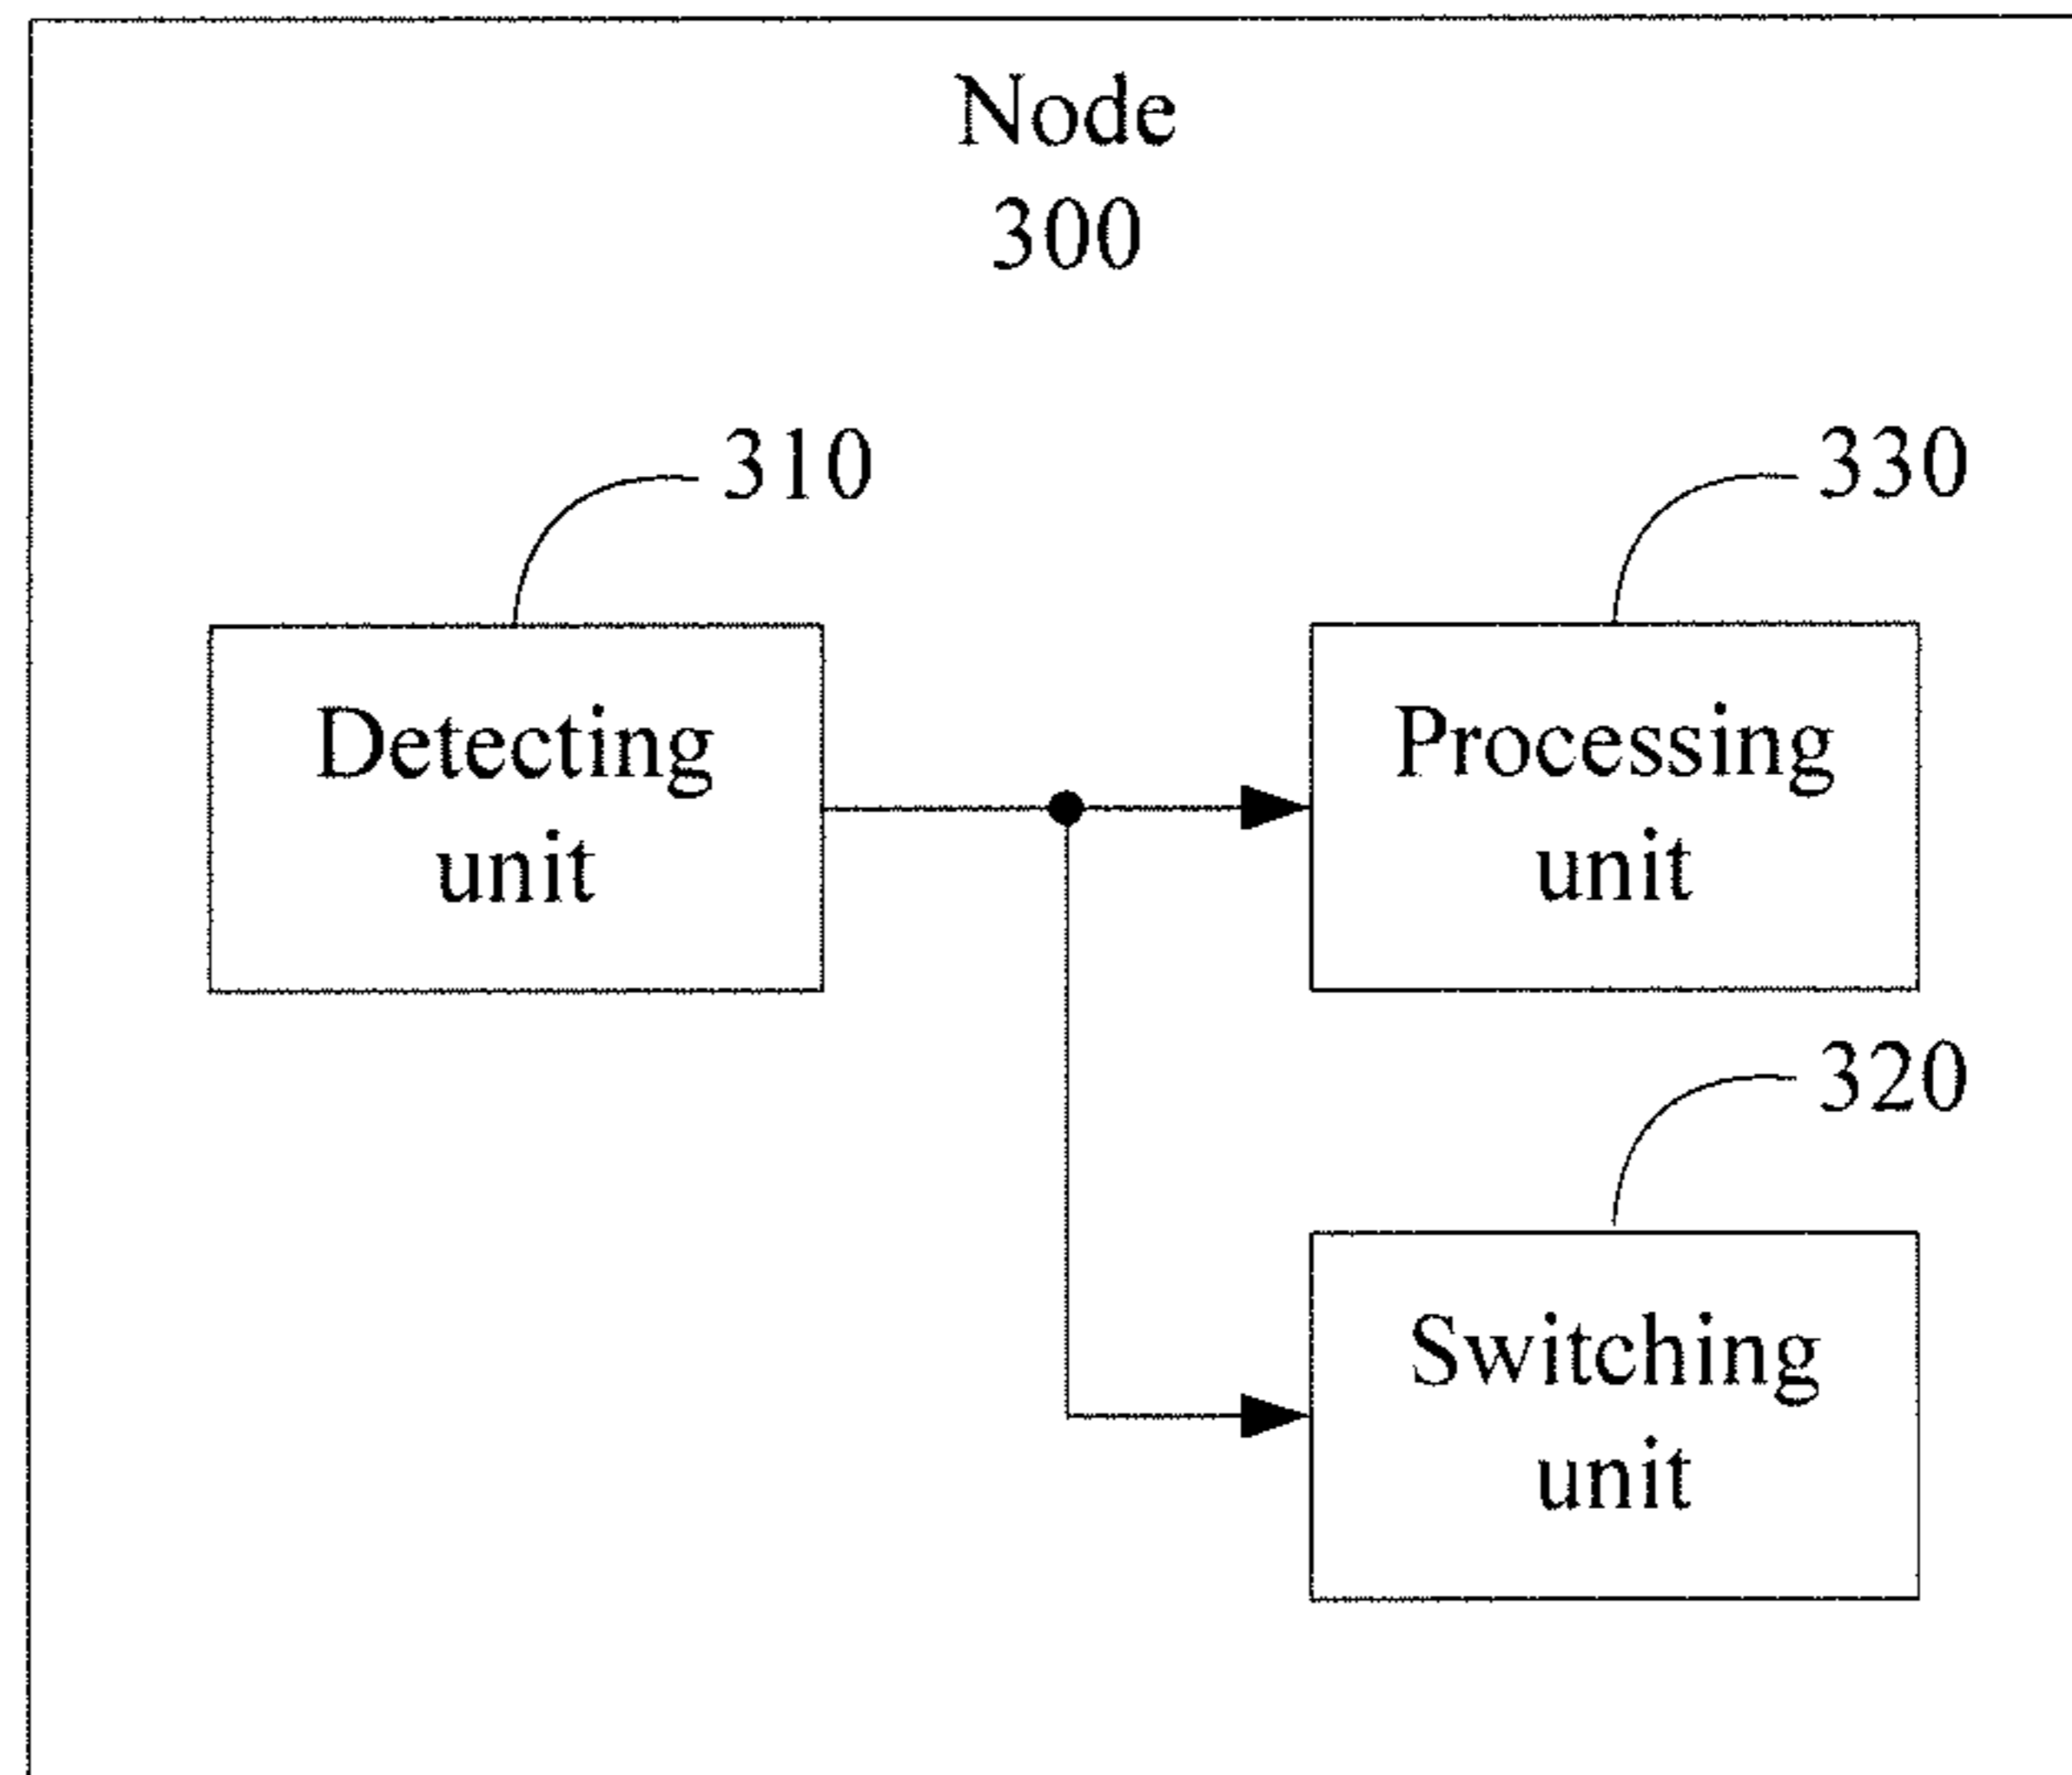 Node
300
310
330
Detecting
unit
Processing
unit
320
Switching
unit